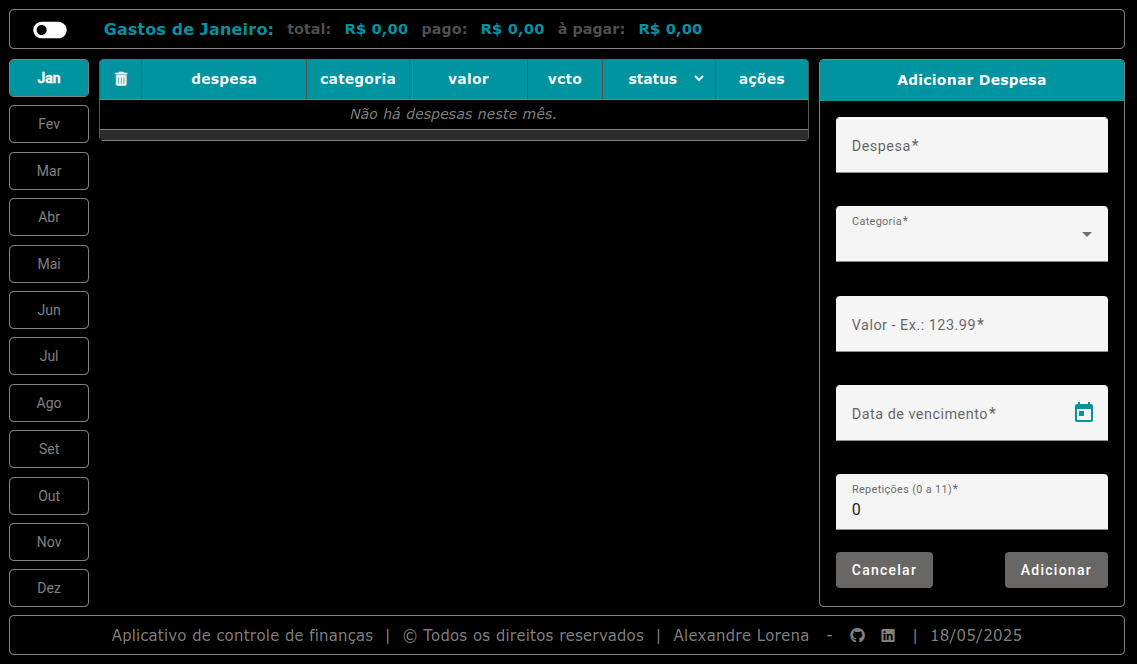 Gastos de Janeiro: total: R$ 0,00 pago: R$ 0,00 à pagar: R$ 0,00
Jan
Fev
Mar
Abr
Mai
Jun
Jul
Ago
Set
Out
Nov
Dez
despesa categoria valor vcto status ações
Não há despesas neste mês.
Adicionar Despesa
Despesa*
Categoria*
Valor - Ex.: 123.99*
Data de vencimento*
Repetições (0 a 11)*
0
Cancelar Adicionar
Aplicativo de controle de finanças | © Todos os direitos reservados | Alexandre Lorena - | 18/05/2025